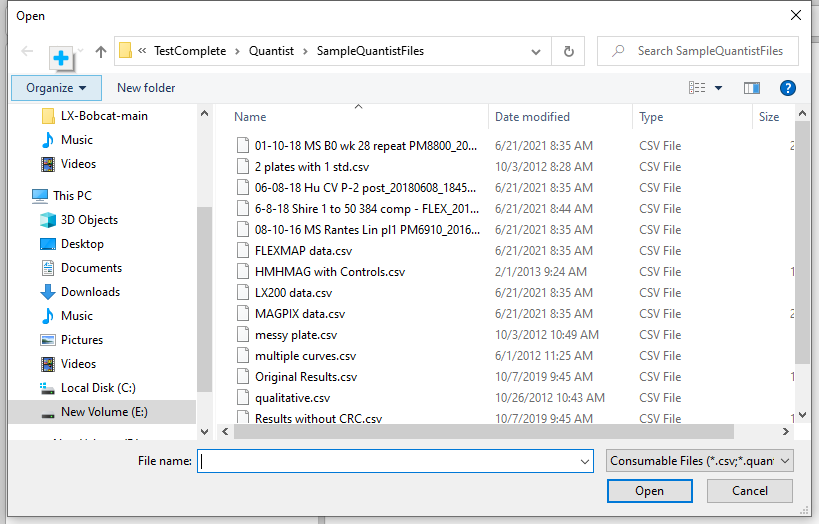 Open
« TestComplete > Quantist > SampleQuantistFiles
Search SampleQuantistFiles
Organize
New folder
LX-Bobcat-main
Music
Videos
This PC
3D Objects
Desktop
Documents
Downloads
Music
Pictures
Videos
Local Disk (C:)
New Volume (E:)
Name Date modified Type Size
01-10-18 MS B0 wk 28 repeat PM8800_20... 6/21/2021 8:35 AM CSV File 2
2 plates with 1 std.csv 10/3/2012 8:28 AM CSV File
06-08-18 Hu CV P-2 post_20180608_1845... 6/21/2021 8:35 AM CSV File
6-8-18 Shire 1 to 50 384 comp - FLEX_201... 6/21/2021 8:44 AM CSV File
08-10-16 MS Rantes Lin pl1 PM6910_2016... 6/21/2021 8:35 AM CSV File
FLEXMAP data.csv 6/21/2021 8:35 AM CSV File
HMHMAG with Controls.csv 2/1/2013 9:24 AM CSV File 1
LX200 data.csv 6/21/2021 8:35 AM CSV File
MAGPIX data.csv 6/21/2021 8:35 AM CSV File 2
messy plate.csv 10/3/2012 10:49 AM CSV File
multiple curves.csv 6/1/2012 11:25 AM CSV File
Original Results.csv 10/7/2019 9:45 AM CSV File 1
qualitative.csv 10/26/2012 10:43 AM CSV File
Results without CRC.csv 10/7/2019 9:45 AM CSV File 1
File name:
Consumable Files (*.csv;*.quan
Open
Cancel